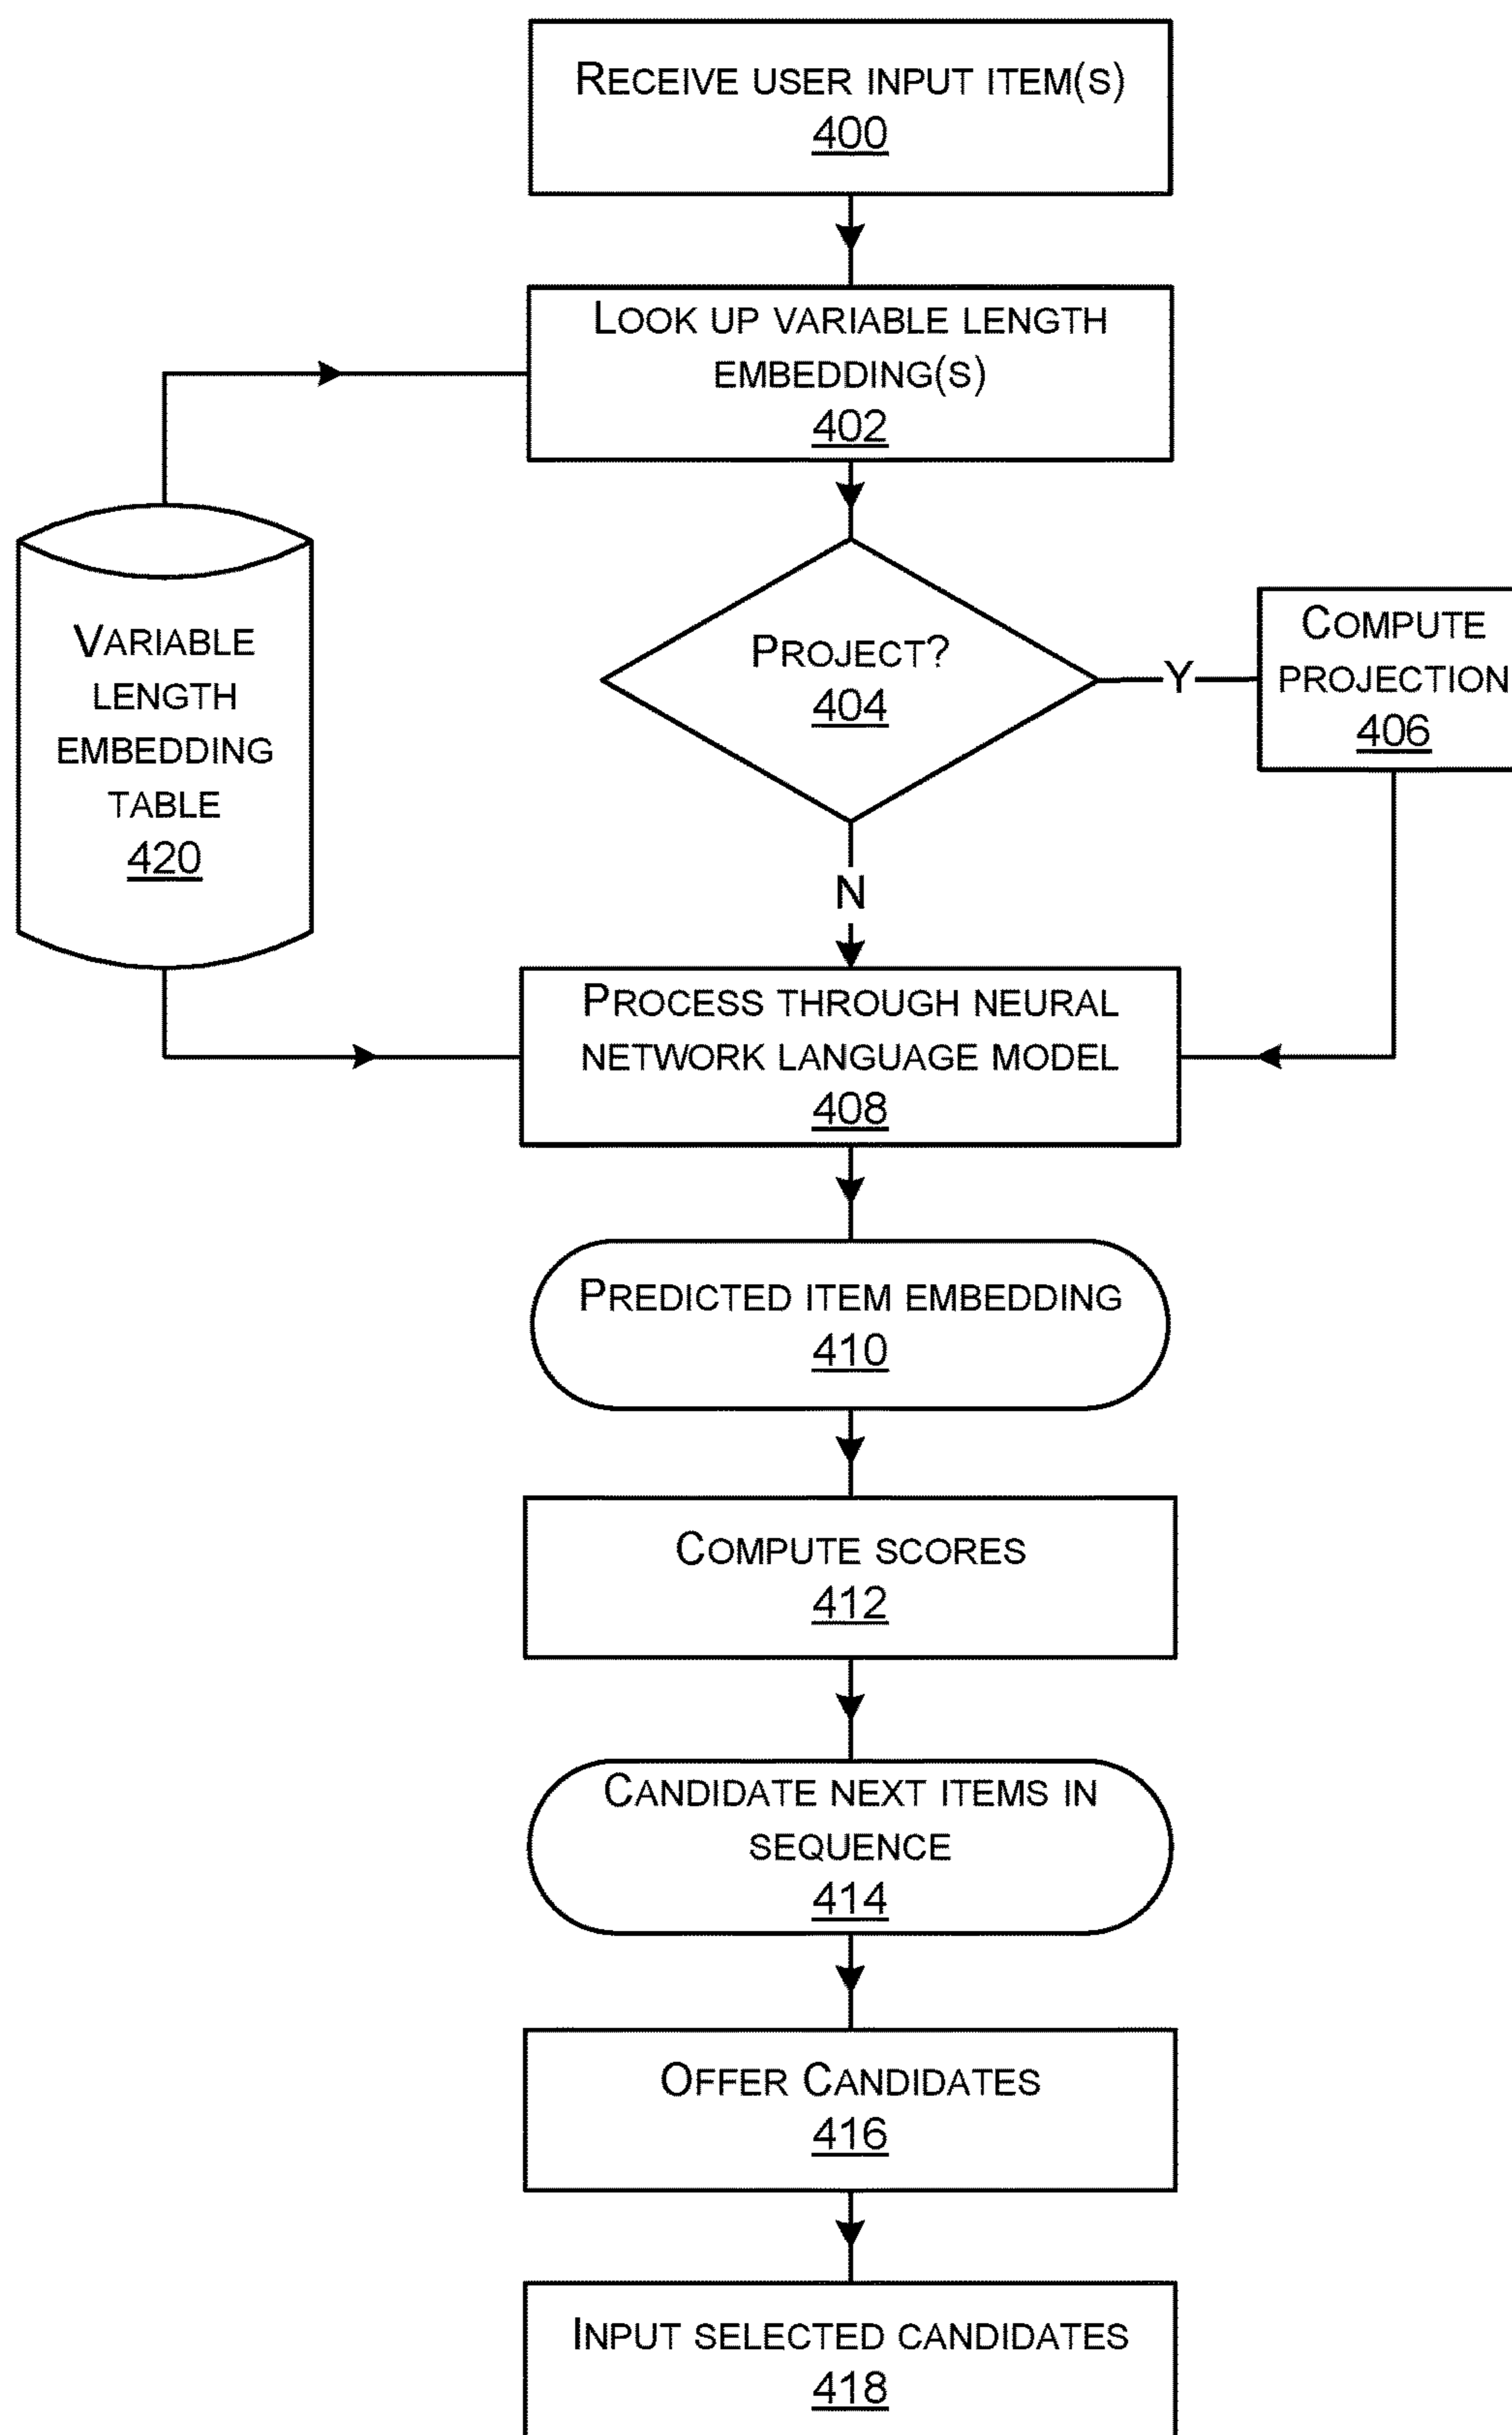 RECEIVE USER INPUT ITEM(S)
400
LOOK UP VARIABLE LENGTH
EMBEDDING(S)
402
VARIABLE
LENGTH
EMBEDDING
TABLE
420
PROJECT?
404
Y
COMPUTE
PROJECTION
406
N
PROCESS THROUGH NEURAL
NETWORK LANGUAGE MODEL
408
PREDICTED ITEM EMBEDDING
410
COMPUTE SCORES
412
CANDIDATE NEXT ITEMS IN
SEQUENCE
414
OFFER CANDIDATES
416
INPUT SELECTED CANDIDATES
418